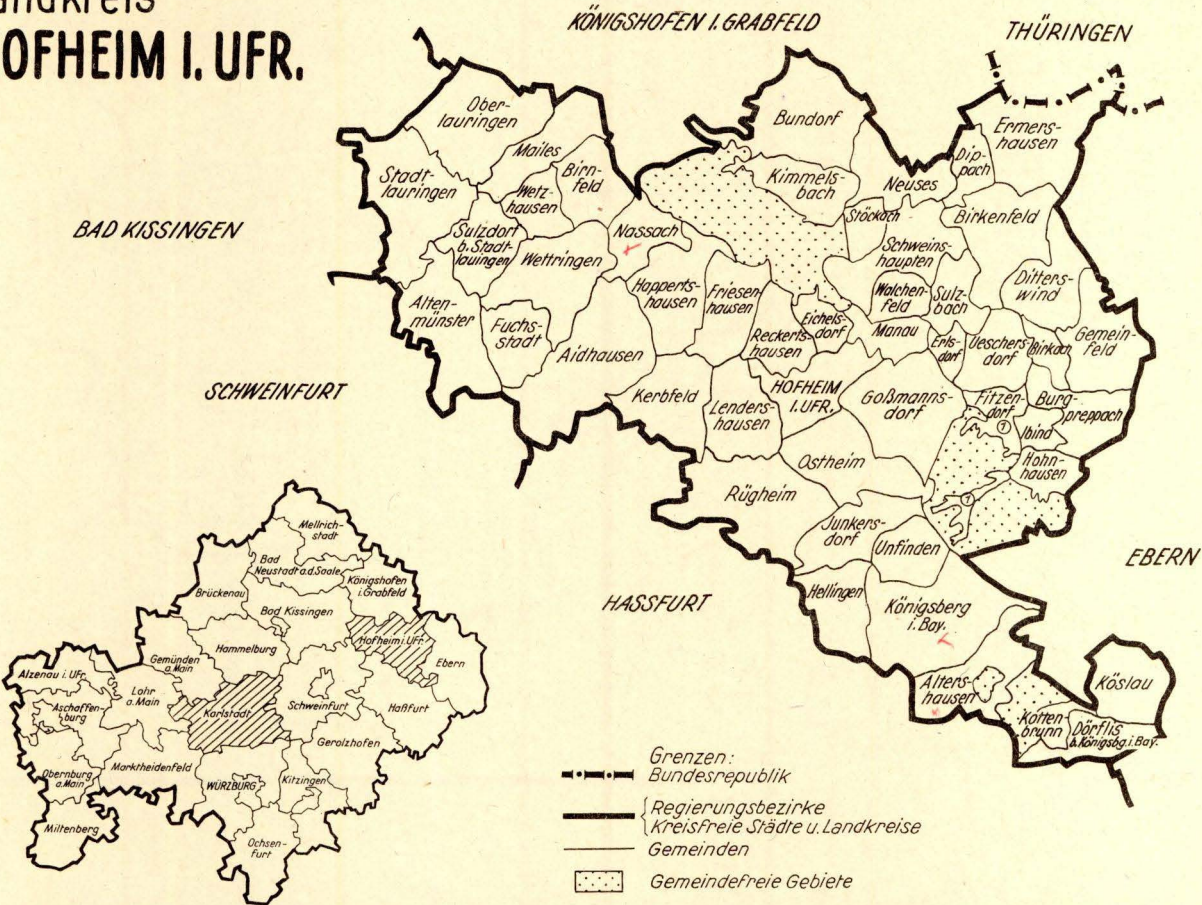 andkreis
OFHEIM I. UFR.
KÖNIGSHOFEN I. GRABFELD
THÜRINGEN
BAD KISSINGEN
SCHWEINFURT
HASSFURT
EBERN
Ober-
lauringen
Mailes
Birn-
feld
Stadt-
lauringen
Wetz-
hausen
Sulzdorf
b. Stadt-
lauingen
Wettringen
Nassach
Alten-
münster
Fuchs-
stadt
Aidhausen
Happerts-
hausen
Friesen-
hausen
Kerbfeld
Lenders-
hausen
Reckerts-
hausen
Eichels-
dorf
HOFHEIM
I. UFR.
Bundorf
Kimmels-
bach
Neuses
Dip-
pach
Ermers-
hausen
Stöckach
Birkenfeld
Schweins-
haupten
Walchen-
feld
Sulz-
bach
Ditters-
wind
Manau
Erls-
dorf
Ueschers-
dorf
Birkach
Gemein-
feld
Goßmanns-
dorf
Fitzen-
dorf
Burg-
preppach
1
Ibind
Hohn-
hausen
1
Ostheim
Rügheim
Junkers-
dorf
Unfinden
Hellingen
Königsberg
i. Bay.
Alters-
hausen
Kotten-
brunn
Dörflis
b. Königsbg. i. Bay.
Köslau
Mellrich-
stadt
Bad
Neustadt a.d. Saale
Königshofen
i. Grabfeld
Brückenau
Bad Kissingen
Hofheim i. UFr.
Hammelburg
Ebern
Gemünden
a. Main
Alzenau i. UFr.
Lohr
a. Main
Aschaffen-
burg
Karlstadt
Schweinfurt
Haßfurt
Gerolzhofen
Marktheidenfeld
Obernburg
a. Main
WÜRZBURG
Kitzingen
Miltenberg
Ochsen-
furt
Grenzen:
Bundesrepublik
Regierungsbezirke
Kreisfreie Städte u. Landkreise
Gemeinden
Gemeindefreie Gebiete